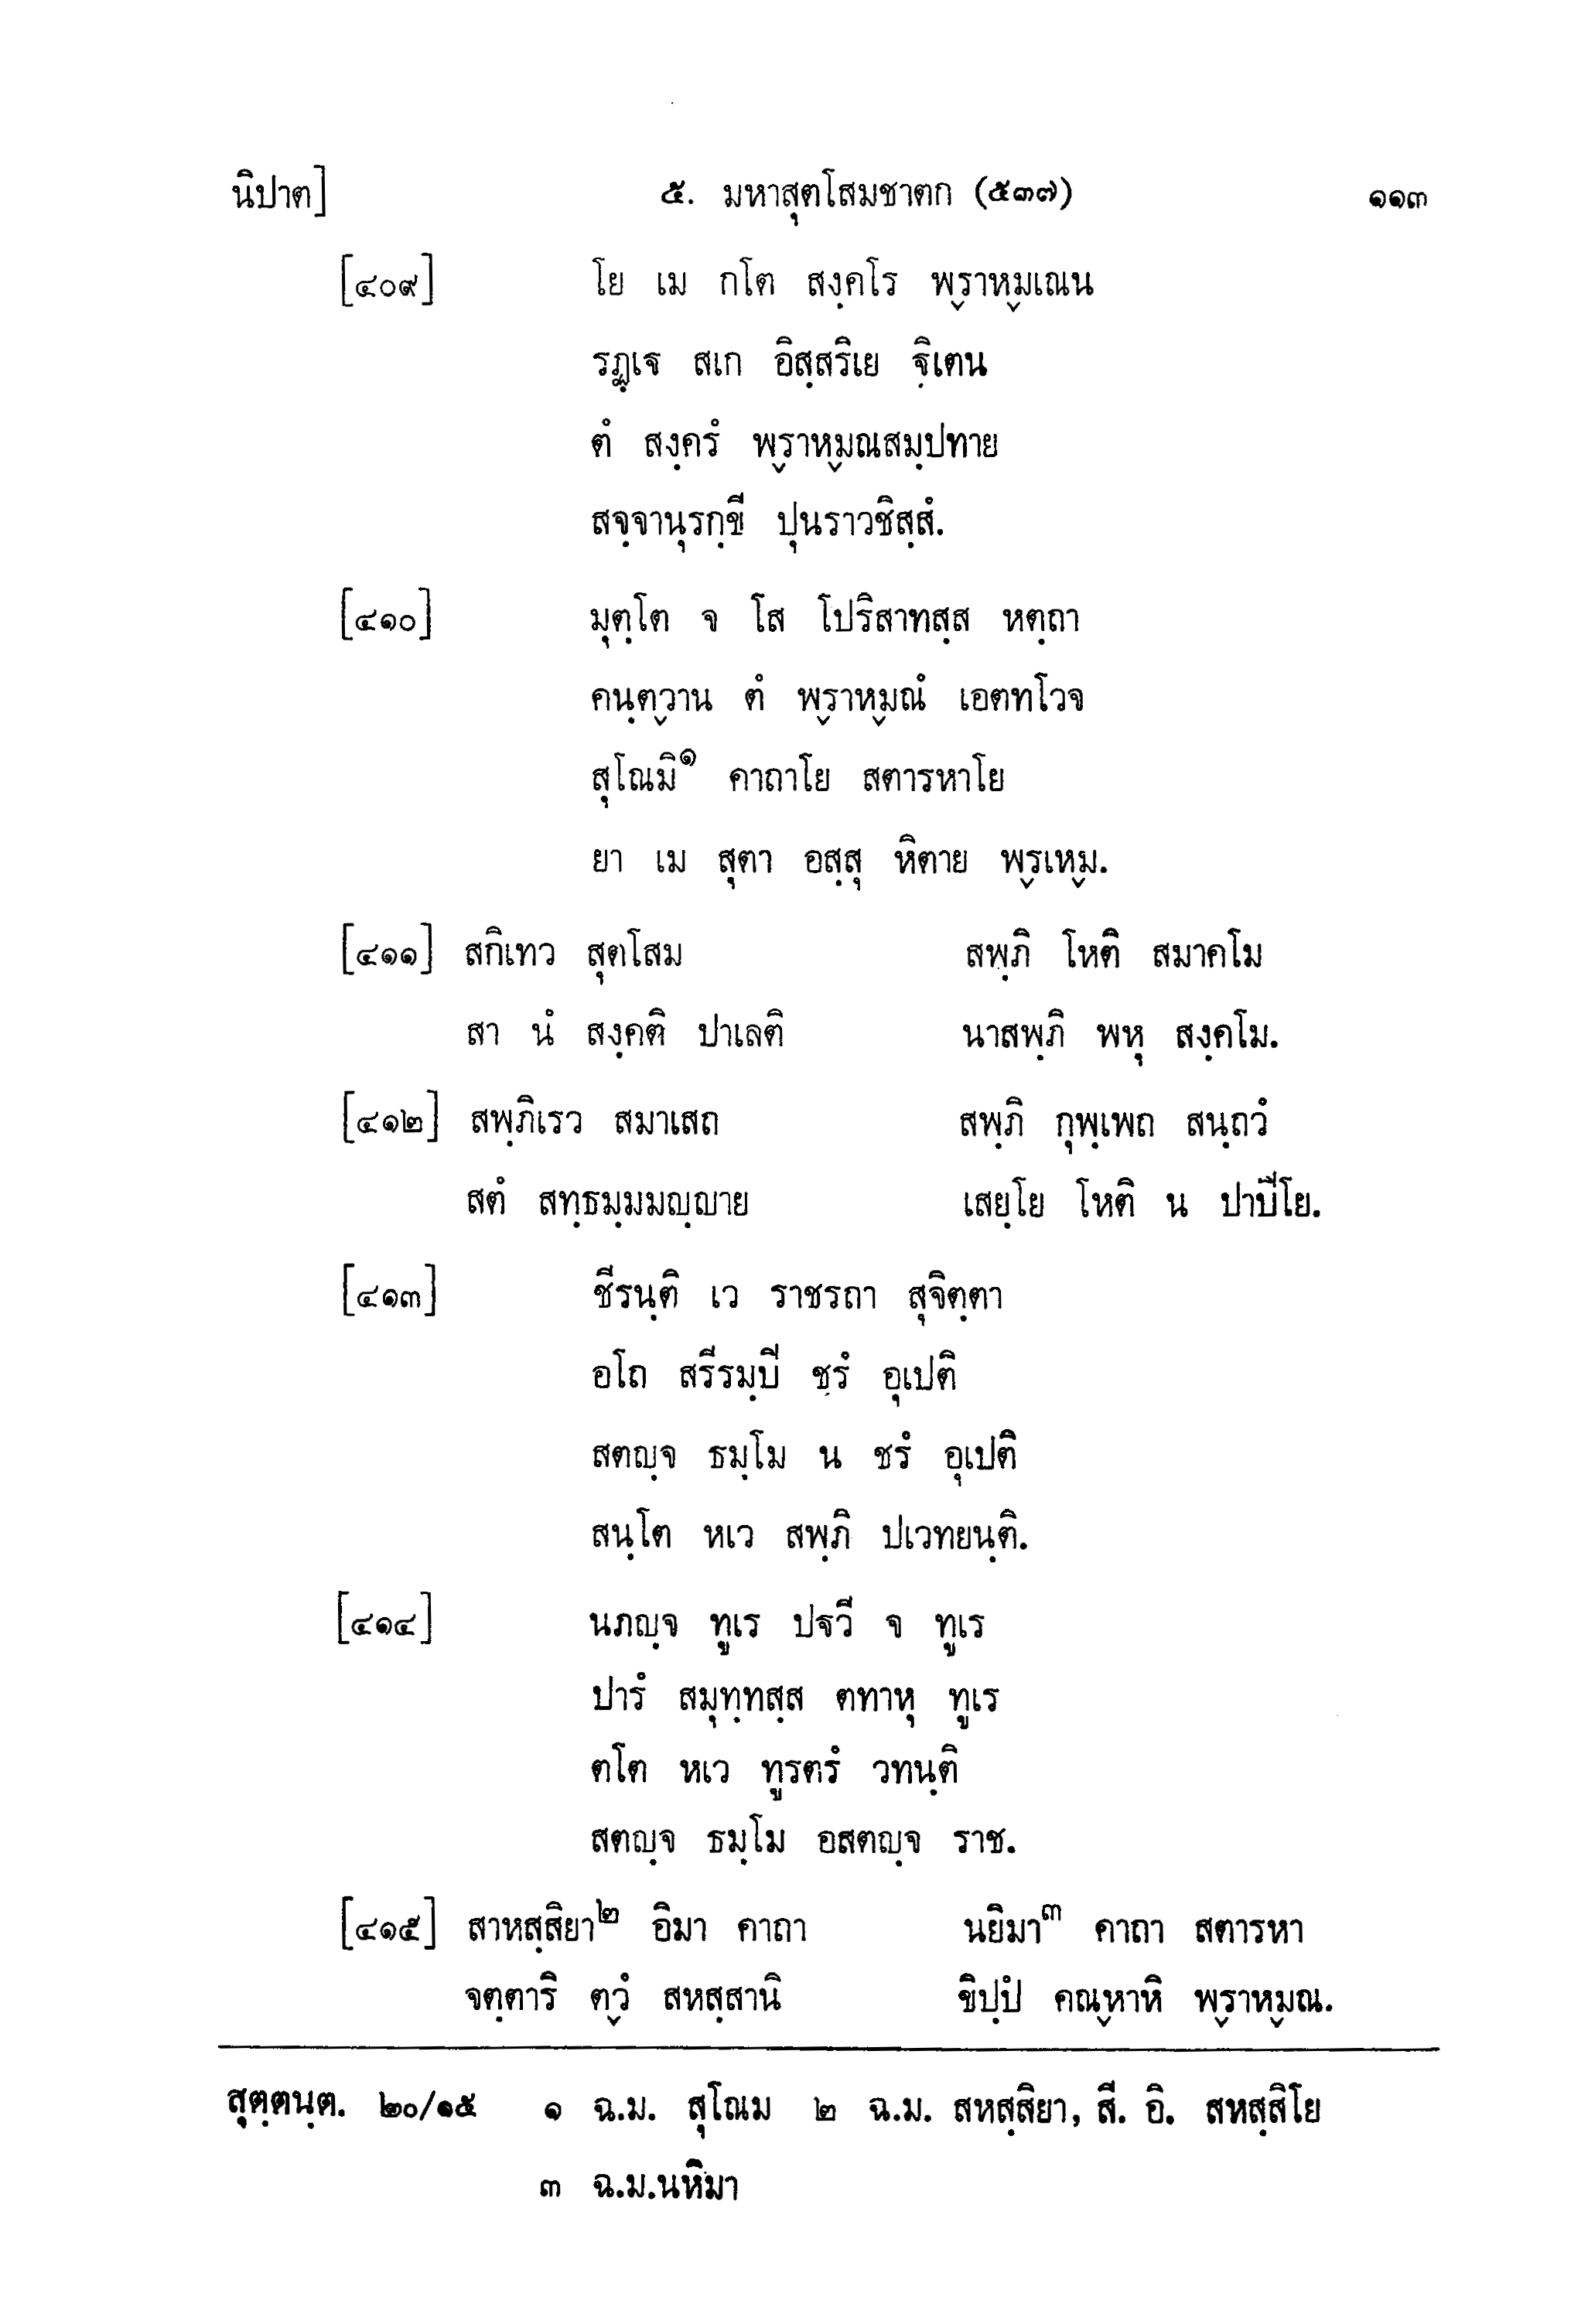 นิปาต] ๕. มหาสุตโสมชาตก (๕๓๗) ๑๑๓
[๔๐๙] โย เม กโต สงฺคโร พฺราหฺมเณน
รฏฺเฐ สเก อิสฺสริเย ฐิเตน
ตํ สงฺครํ พฺราหฺมณสมฺปทาย
สจฺจานุรกฺขี ปุนราวชิสฺสํ.
[๔๑๐] มุตฺโต จ โส โปริสาทสฺส หตฺถา
คนฺตฺวาน ตํ พฺราหฺมณํ เอตทโวจ
สุโณมิ๑ คาถาโย สตารหาโย
ยา เม สุตา อสฺสุ หิตาย พฺรเหฺม.
[๔๑๑] สกิเทว สุตโสม สพฺภิ โหติ สมาคโม
สา นํ สงฺคติ ปาเลติ นาสพฺภิ พหุ สงฺคโม.
[๔๑๒] สพฺภิเรว สมาเสถ สพฺภิ กุพฺเพถ สนฺถวํ
สตํ สทฺธมฺมมญฺญาย เสยฺโย โหติ น ปาปิโย.
[๔๑๓] ชีรนฺติ เว ราชรถา สุจิตฺตา
อโถ สรีรมฺปิ ชรํ อุเปติ
สตญฺจ ธมฺโม น ชรํ อุเปติ
สนฺโต หเว สพฺภิ ปเวทยนฺติ.
[๔๑๔] นภญฺจ ทูเร ปฐวี จ ทูเร
ปารํ สมุทฺทสฺส ตทาหุ ทูเร
ตโต หเว ทูรตรํ วทนฺติ
สตญฺจ ธมฺโม อสตญฺจ ราช.
[๔๑๕] สาหสฺสิยา๒ อิมา คาถา นยิมา๓ คาถา สตารหา
จตฺตาริ ตฺวํ สหสฺสานิ ขิปฺปํ คณฺหาหิ พฺราหฺมณ.
สุตฺตนฺต. ๒๐/๑๕ ๑ ฉ.ม. สุโณม ๒ ฉ.ม. สหสฺสิยา, สี. อิ. สหสฺสิโย
๓ ฉ.ม.นหิมา